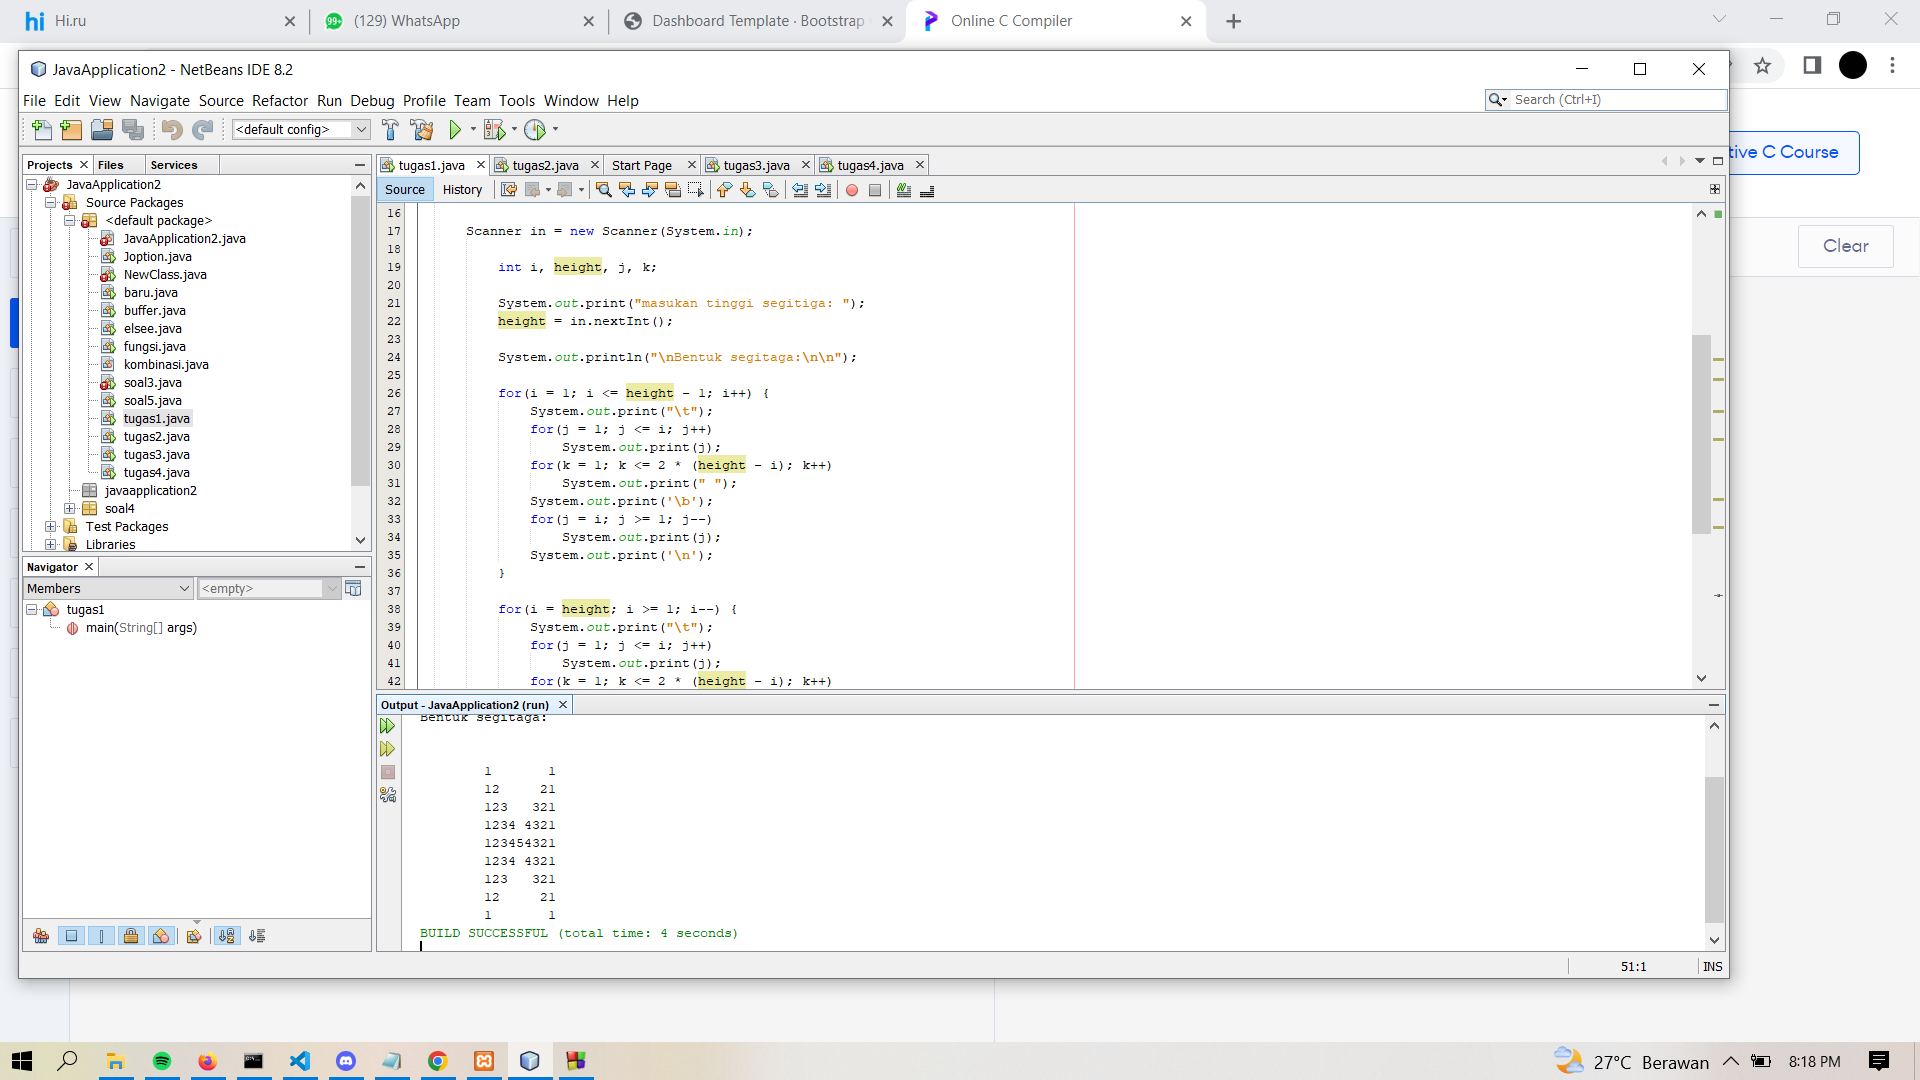 Hi.ru
(129) WhatsApp
Dashboard Template · Bootstrap
Online C Compiler
JavaApplication2 - NetBeans IDE 8.2
File Edit View Navigate Source Refactor Run Debug Profile Team Tools Window Help
Search (Ctrl+I)
<default config>
tive C Course
Clear
Projects
Files
Services
JavaApplication2
Source Packages
<default package>
JavaApplication2.java
Joption.java
NewClass.java
baru.java
buffer.java
elsee.java
fungsi.java
kombinasi.java
soal3.java
soal5.java
tugas1.java
tugas2.java
tugas3.java
tugas4.java
javaapplication2
soal4
Test Packages
Libraries
Navigator
Members
<empty>
tugas1
main(String[] args)
tugas1.java
tugas2.java
Start Page
tugas3.java
tugas4.java
Source
History
16
17 Scanner in = new Scanner(System.in);
18
19 int i, height, j, k;
20
21 System.out.print("masukan tinggi segitiga: ");
22 height = in.nextInt();
23
24 System.out.println("\nBentuk segitaga:\n\n");
25
26 for(i = 1; i <= height - 1; i++) {
27 System.out.print("\t");
28 for(j = 1; j <= i; j++)
29 System.out.print(j);
30 for(k = 1; k <= 2 * (height - i); k++)
31 System.out.print(" ");
32 System.out.print('\b');
33 for(j = i; j >= 1; j--)
34 System.out.print(j);
35 System.out.print('\n');
36 }
37
38 for(i = height; i >= 1; i--) {
39 System.out.print("\t");
40 for(j = 1; j <= i; j++)
41 System.out.print(j);
42 for(k = 1; k <= 2 * (height - i); k++)
Output - JavaApplication2 (run)
Bentuk segitaga:
1       1
12     21
123   321
1234 4321
123454321
1234 4321
123   321
12     21
1       1
BUILD SUCCESSFUL (total time: 4 seconds)
51:1
INS
27°C Berawan
8:18 PM